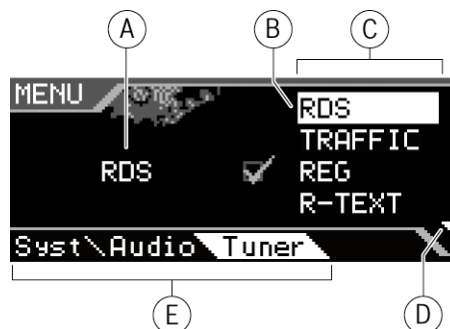 A B C
MENU
RDS
TRAFFIC
RDS REG
R-TEXT
Syst\Audio Tuner
E D